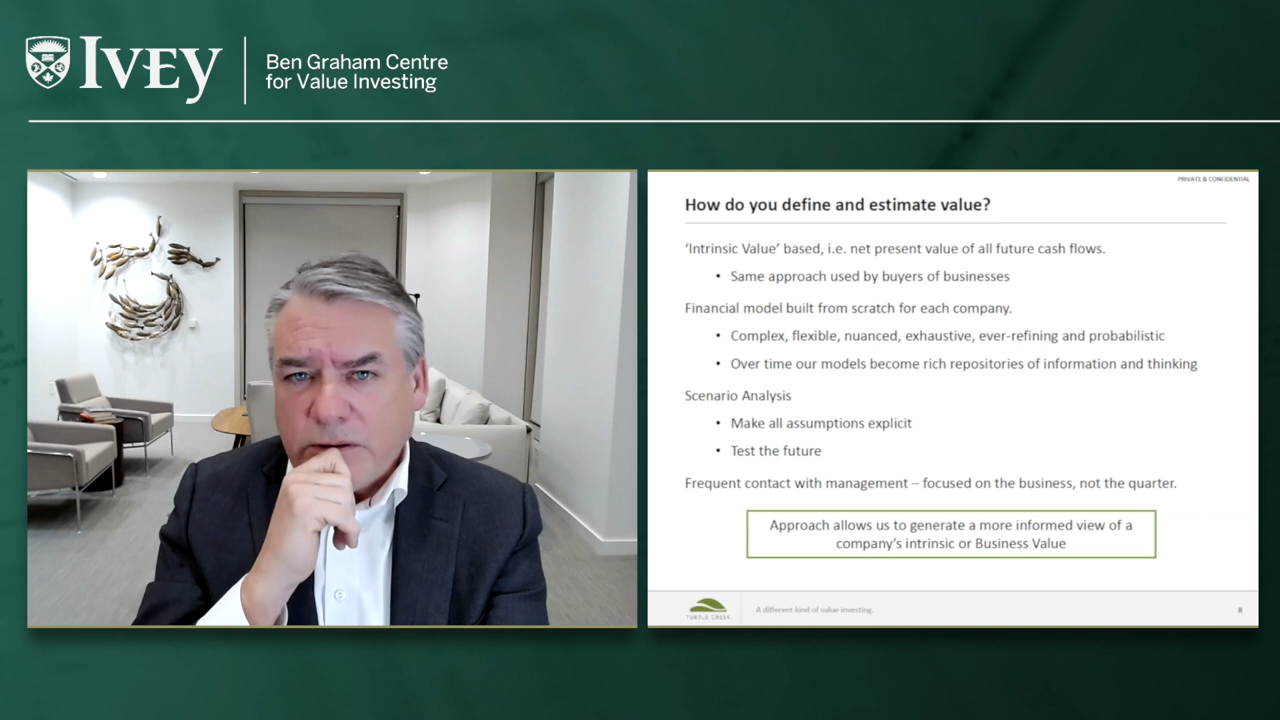 IVEY
Ben Graham Centre
for Value Investing
PRIVATE & CONFIDENTIAL
How do you define and estimate value?
‘Intrinsic Value’ based, i.e. net present value of all future cash flows.
• Same approach used by buyers of businesses
Financial model built from scratch for each company.
• Complex, flexible, nuanced, exhaustive, ever-refining and probabilistic
• Over time our models become rich repositories of information and thinking
Scenario Analysis
• Make all assumptions explicit
• Test the future
Frequent contact with management – focused on the business, not the quarter.
Approach allows us to generate a more informed view of a
company’s intrinsic or Business Value
TURTLE CREEK
A different kind of value investing.
8